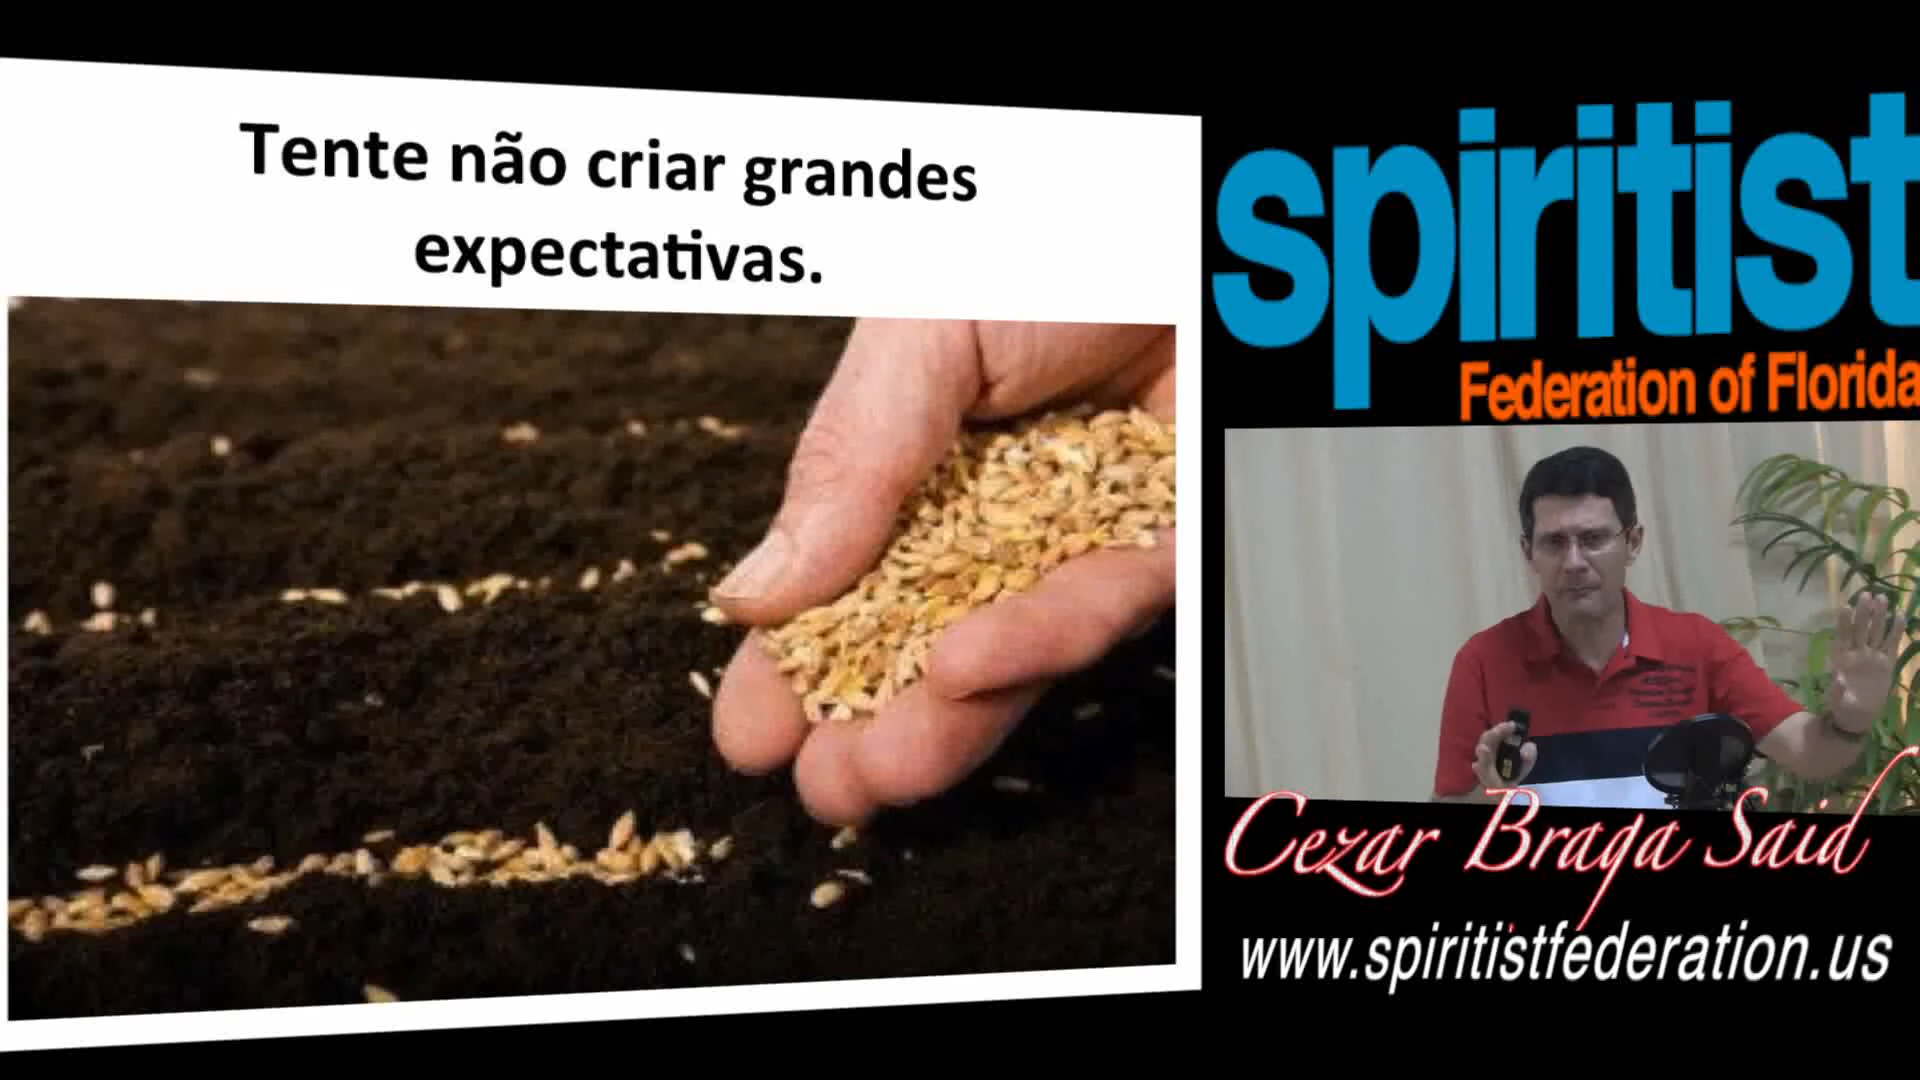 Tente não criar grandes
expectativas.
spiritist
Federation of Florida
Cezar Braga Said
www.spiritistfederation.us